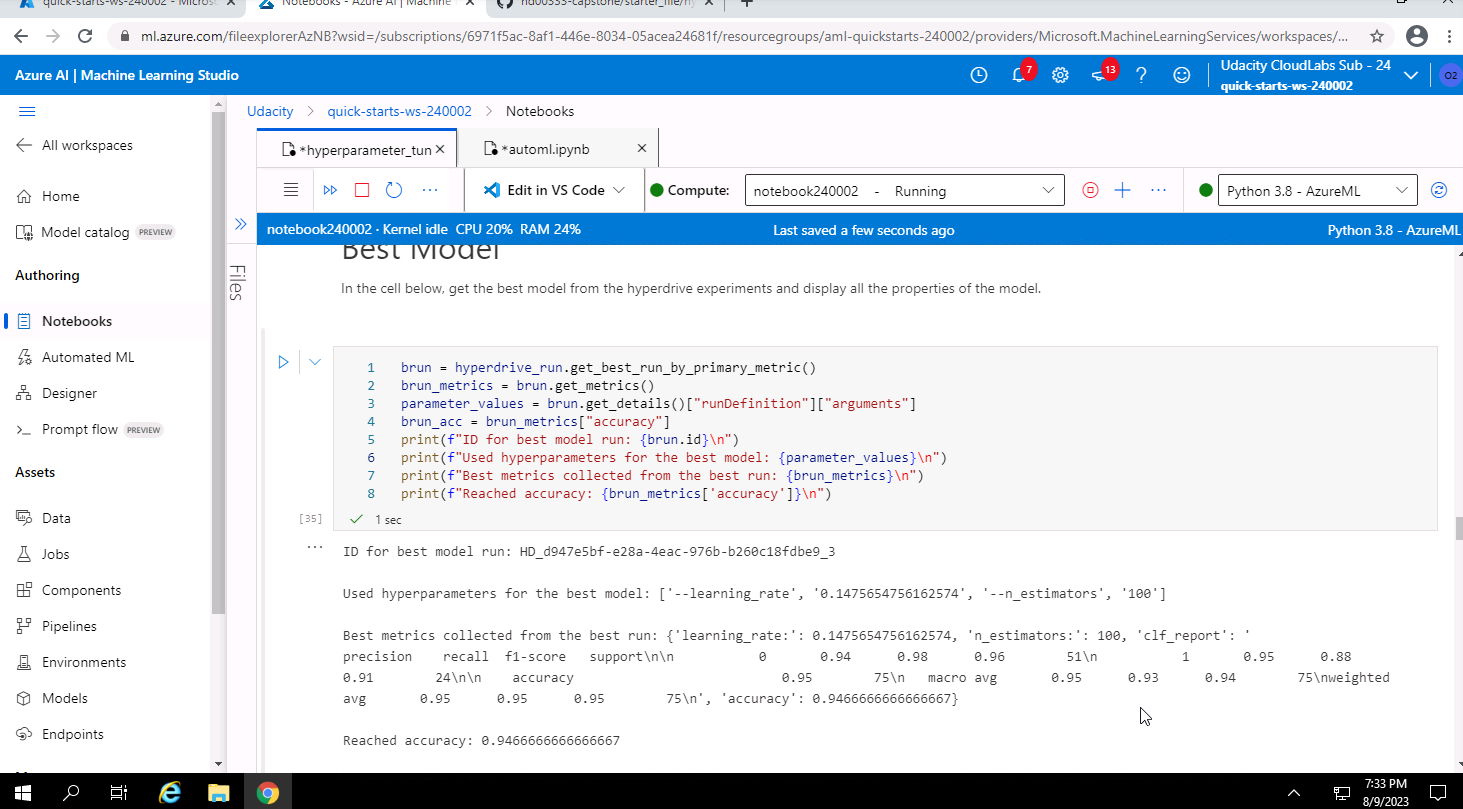 quick-starts-ws-240002 - Micros
Notebooks - Azure AI | Machine
nd00333-capstone/starter_file/hy
ml.azure.com/fileexplorerAzNB?wsid=/subscriptions/6971f5ac-8af1-446e-8034-05acea24681f/resourcegroups/aml-quickstarts-240002/providers/Microsoft.MachineLearningServices/workspaces/...
Azure AI | Machine Learning Studio
7
13
Udacity CloudLabs Sub - 24
quick-starts-ws-240002
O2
All workspaces
Home
Model catalog PREVIEW
Authoring
Notebooks
Automated ML
Designer
Prompt flow PREVIEW
Assets
Data
Jobs
Components
Pipelines
Environments
Models
Endpoints
Udacity > quick-starts-ws-240002 > Notebooks
*hyperparameter_tun
*automl.ipynb
Edit in VS Code
Compute:
notebook240002 - Running
Python 3.8 - AzureML
notebook240002 · Kernel idle CPU 20% RAM 24%
Last saved a few seconds ago
Python 3.8 - AzureML
Files
Best Model
In the cell below, get the best model from the hyperdrive experiments and display all the properties of the model.
1 brun = hyperdrive_run.get_best_run_by_primary_metric()
2 brun_metrics = brun.get_metrics()
3 parameter_values = brun.get_details()["runDefinition"]["arguments"]
4 brun_acc = brun_metrics["accuracy"]
5 print(f"ID for best model run: {brun.id}\n")
6 print(f"Used hyperparameters for the best model: {parameter_values}\n")
7 print(f"Best metrics collected from the best run: {brun_metrics}\n")
8 print(f"Reached accuracy: {brun_metrics['accuracy']}\n")
[35]
1 sec
ID for best model run: HD_d947e5bf-e28a-4eac-976b-b260c18fdbe9_3
Used hyperparameters for the best model: ['--learning_rate', '0.1475654756162574', '--n_estimators', '100']
Best metrics collected from the best run: {'learning_rate:': 0.1475654756162574, 'n_estimators:': 100, 'clf_report': '
precision recall f1-score support\n\n 0 0.94 0.98 0.96 51\n 1 0.95 0.88
0.91 24\n\n accuracy 0.95 75\n macro avg 0.95 0.93 0.94 75\nweighted
avg 0.95 0.95 0.95 75\n', 'accuracy': 0.9466666666666667}
Reached accuracy: 0.9466666666666667
7:33 PM
8/9/2023